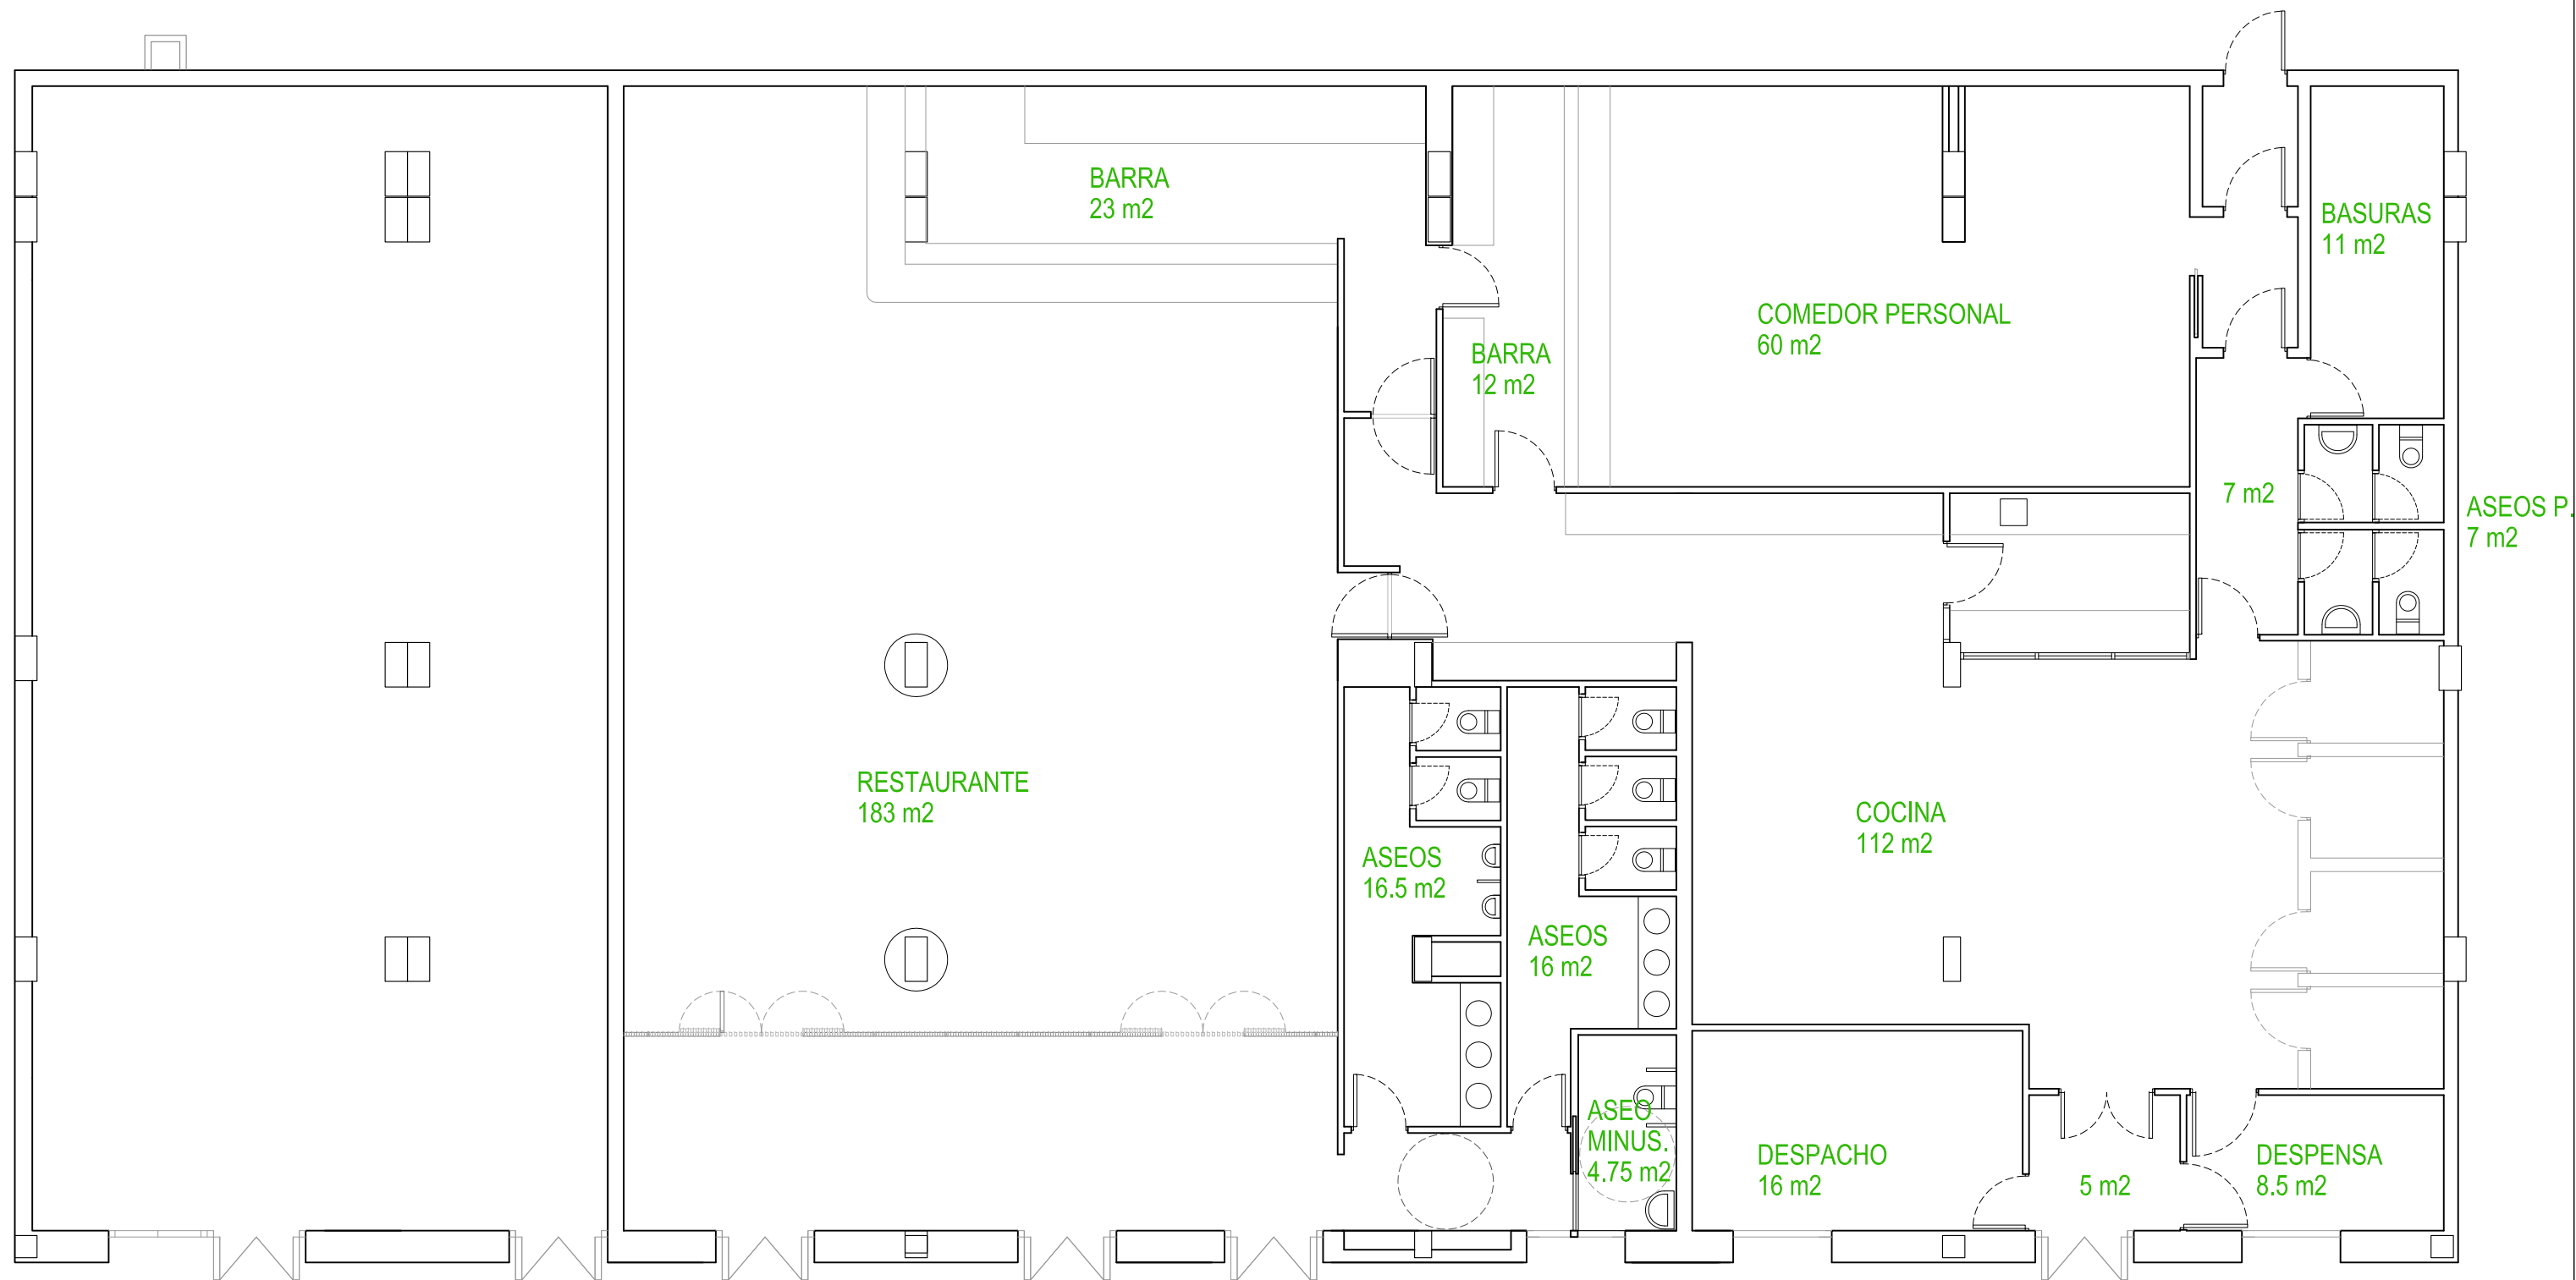 BARRA
23 m2
BASURAS
11 m2
COMEDOR PERSONAL
60 m2
BARRA
12 m2
7 m2
ASEOS P.
7 m2
RESTAURANTE
183 m2
COCINA
112 m2
ASEOS
16.5 m2
ASEOS
16 m2
ASEO
MINUS.
4.75 m2
DESPACHO
16 m2
5 m2
DESPENSA
8.5 m2